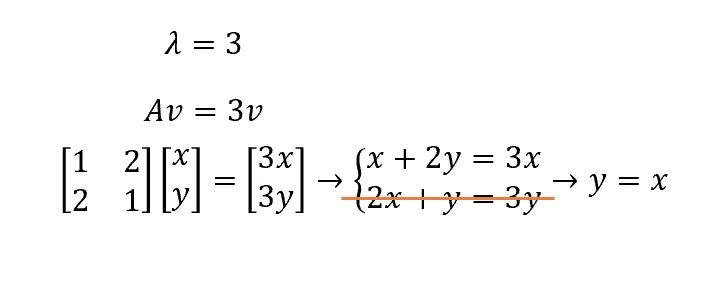 λ = 3
Av = 3v
[1 2
2 1] [x
y] = [3x
3y] → {x + 2y = 3x
2x + y = 3y → y = x